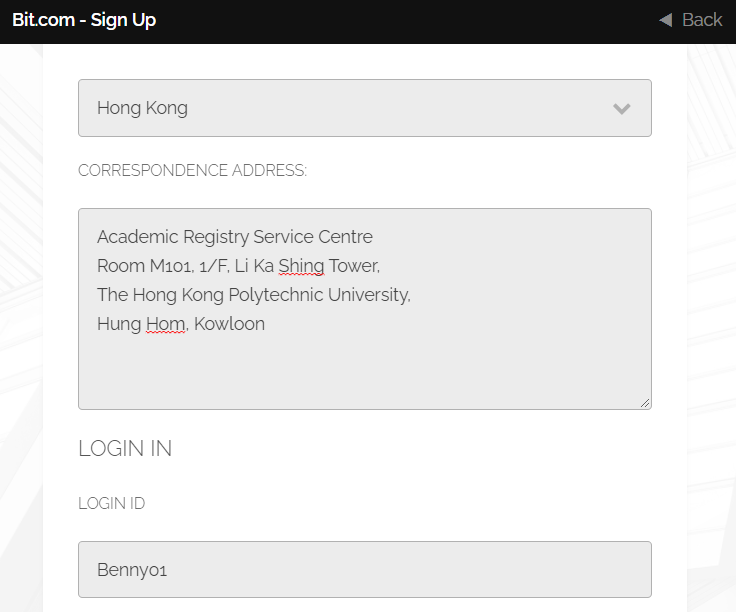 Bit.com - Sign Up
Back
Hong Kong
CORRESPONDENCE ADDRESS:
Academic Registry Service Centre
Room M101, 1/F, Li Ka Shing Tower,
The Hong Kong Polytechnic University,
Hung Hom, Kowloon
LOGIN IN
LOGIN ID
Benny01